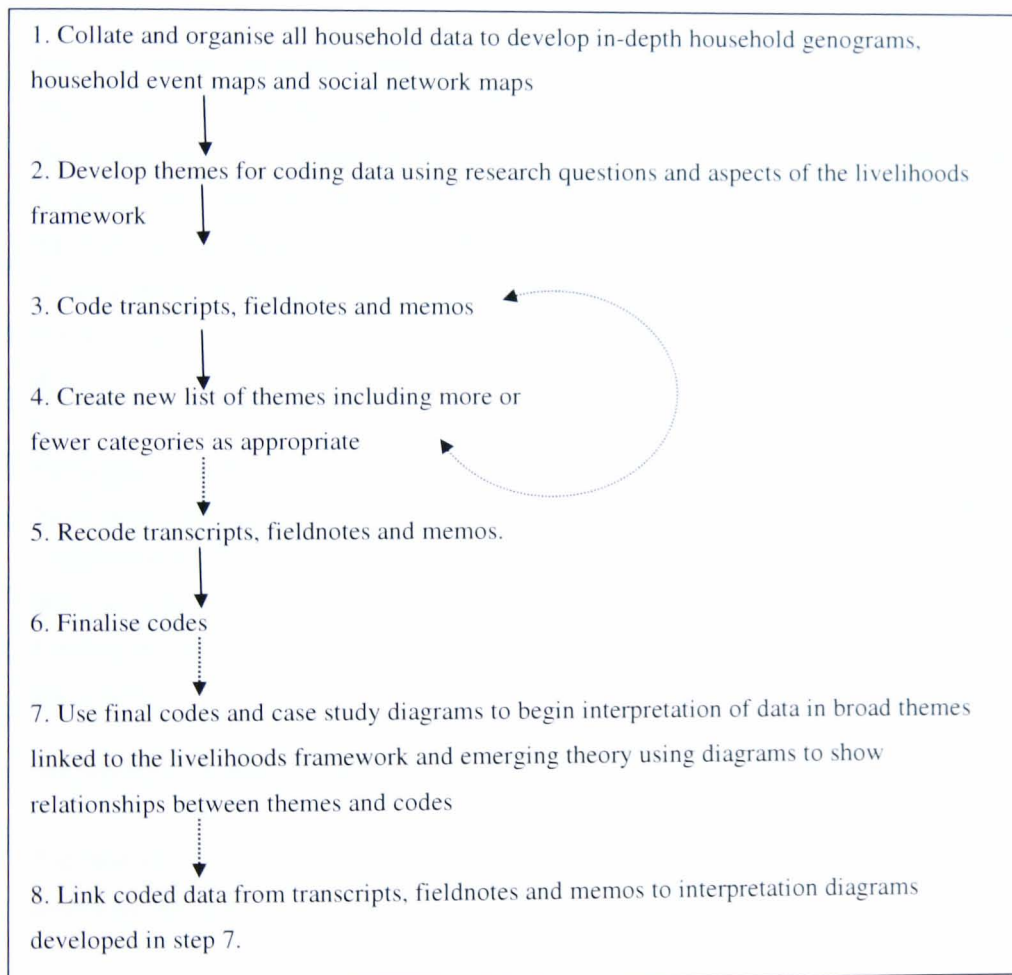 1. Collate and organise all household data to develop in-depth household genograms,
household event maps and social network maps
2. Develop themes for coding data using research questions and aspects of the livelihoods
framework
3. Code transcripts, fieldnotes and memos
4. Create new list of themes including more or
fewer categories as appropriate
5. Recode transcripts, fieldnotes and memos.
6. Finalise codes
7. Use final codes and case study diagrams to begin interpretation of data in broad themes
linked to the livelihoods framework and emerging theory using diagrams to show
relationships between themes and codes
8. Link coded data from transcripts, fieldnotes and memos to interpretation diagrams
developed in step 7.